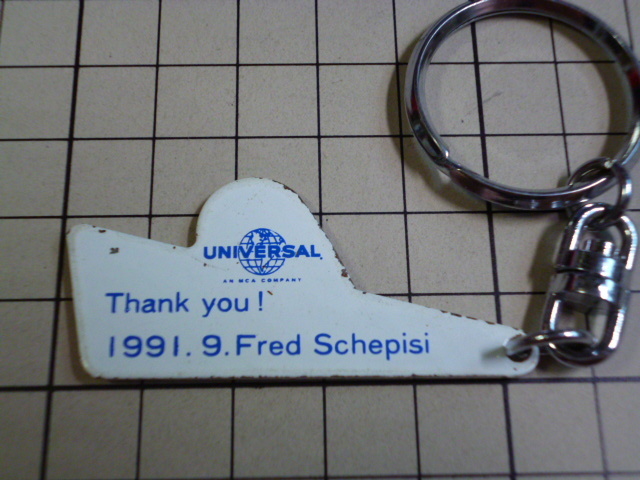 UNIVERSAL
AN MCA COMPANY
Thank you!
1991.9.Fred Schepisi